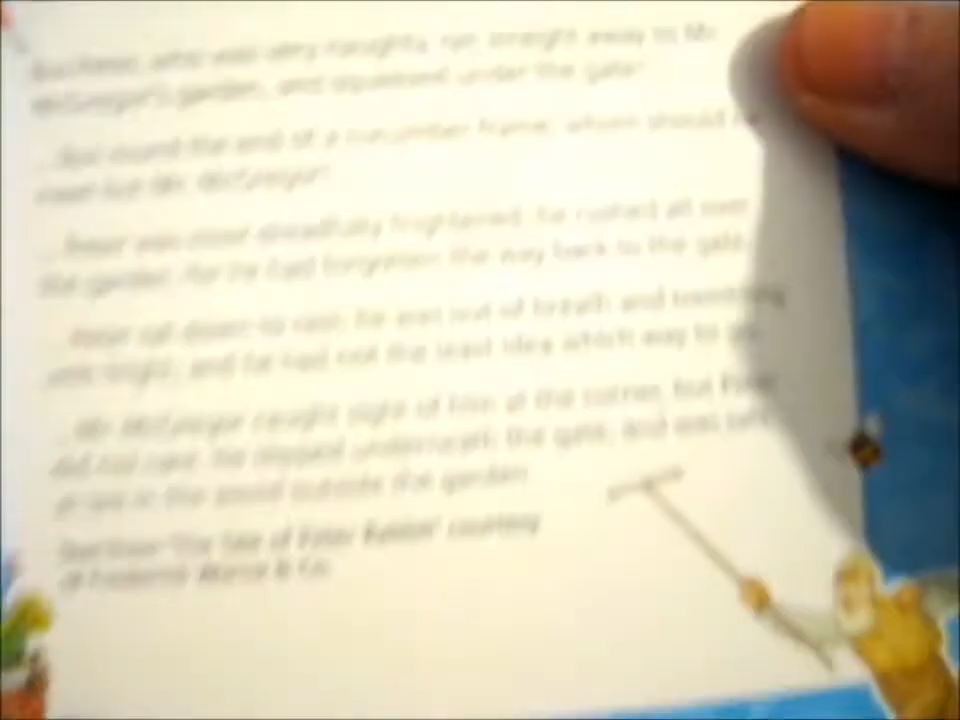 But Peter, who was very naughty, ran straight away to Mr.
McGregor's garden, and squeezed under the gate!
...But round the end of a cucumber frame, whom should he
meet but Mr. McGregor!
...Peter was most dreadfully frightened; he rushed all over
the garden, for he had forgotten the way back to the gate.
...Peter sat down to rest; he was out of breath and trembling
with fright, and he had not the least idea which way to go.
...Mr. McGregor caught sight of him at the corner, but Peter
did not care. He slipped underneath the gate, and was safe
at last in the wood outside the garden.
from 'The Tale of Peter Rabbit' courtesy
of Frederick Warne & Co.